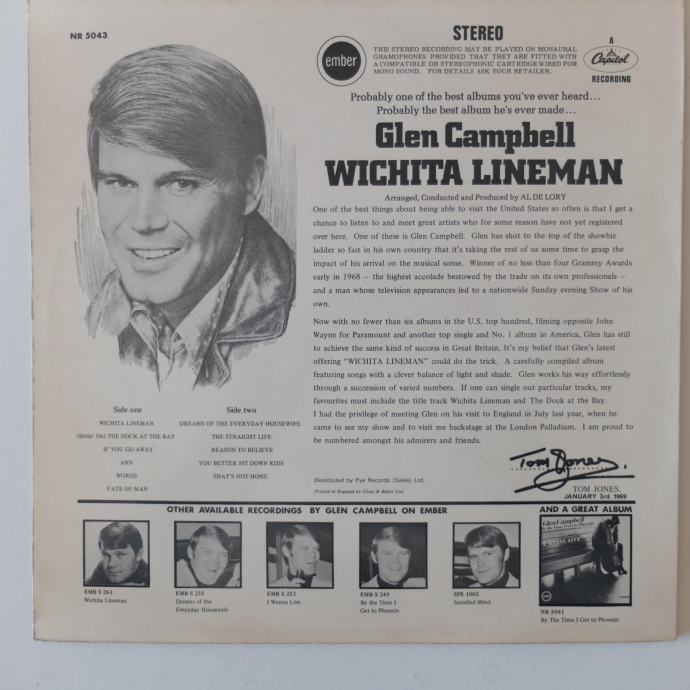 NR 5043
STEREO
ember
THIS STEREO RECORDING MAY BE PLAYED ON MONAURAL
GRAMOPHONES PROVIDED THAT THEY ARE FITTED WITH
A COMPATIBLE OR STEREOPHONIC CARTRIDGE WIRED FOR
MONO SOUND. FOR DETAILS ASK YOUR RETAILER.
A
Capitol
RECORDING
Probably one of the best albums you've ever heard...
Probably the best album he's ever made...
Glen Campbell
WICHITA LINEMAN
Arranged, Conducted and Produced by AL DE LORY
One of the best things about being able to visit the United States so often is that I get a
chance to listen to and meet great artists who for some reason have not yet registered
over here. One of these is Glen Campbell. Glen has shot to the top of the showbiz
ladder so fast in his own country that it's taking the rest of us some time to grasp the
impact of his arrival on the musical scene. Winner of no less than four Grammy Awards
early in 1968 — the highest accolade bestowed by the trade on its own professionals —
and a man whose television appearances led to a nationwide Sunday evening Show of his
own.
Now with no fewer than six albums in the U.S. top hundred, filming opposite John
Wayne for Paramount and another top single and No. 1 album in America, Glen has still
to achieve the same kind of success in Great Britain. It's my belief that Glen's latest
offering "WICHITA LINEMAN" could do the trick. A carefully compiled album
featuring songs with a clever balance of light and shade. Glen works his way effortlessly
through a succession of varied numbers. If one can single out particular tracks, my
favourites must include the title track Wichita Lineman and The Dock at the Bay.
I had the privilege of meeting Glen on his visit to England in July last year, when he
came to see my show and to visit me backstage at the London Palladium. I am proud to
be numbered amongst his admirers and friends.
Tom Jones.
TOM JONES.
JANUARY 3rd, 1969
Distributed by Pye Records (Sales) Ltd.
Printed in England by Clout & Baker Ltd.
Side one
WICHITA LINEMAN
(Sittin' On) THE DOCK AT THE BAY
IF YOU GO AWAY
ANN
WORDS
FATE OF MAN
Side two
DREAMS OF THE EVERYDAY HOUSEWIFE
THE STRAIGHT LIFE
REASON TO BELIEVE
YOU BETTER SIT DOWN KIDS
THAT'S NOT HOME
OTHER AVAILABLE RECORDINGS BY GLEN CAMPBELL ON EMBER
AND A GREAT ALBUM
EMB S 261
Wichita Lineman
EMB S 255
Dreams of the
Everyday Housewife
EMB S 252
I Wanna Live
EMB S 249
By the Time I
Get to Phoenix
SPE 1002
Satisfied Mind
Glen Campbell
By the Time I Get to Phoenix
NR 5041
By The Time I Get to Phoenix